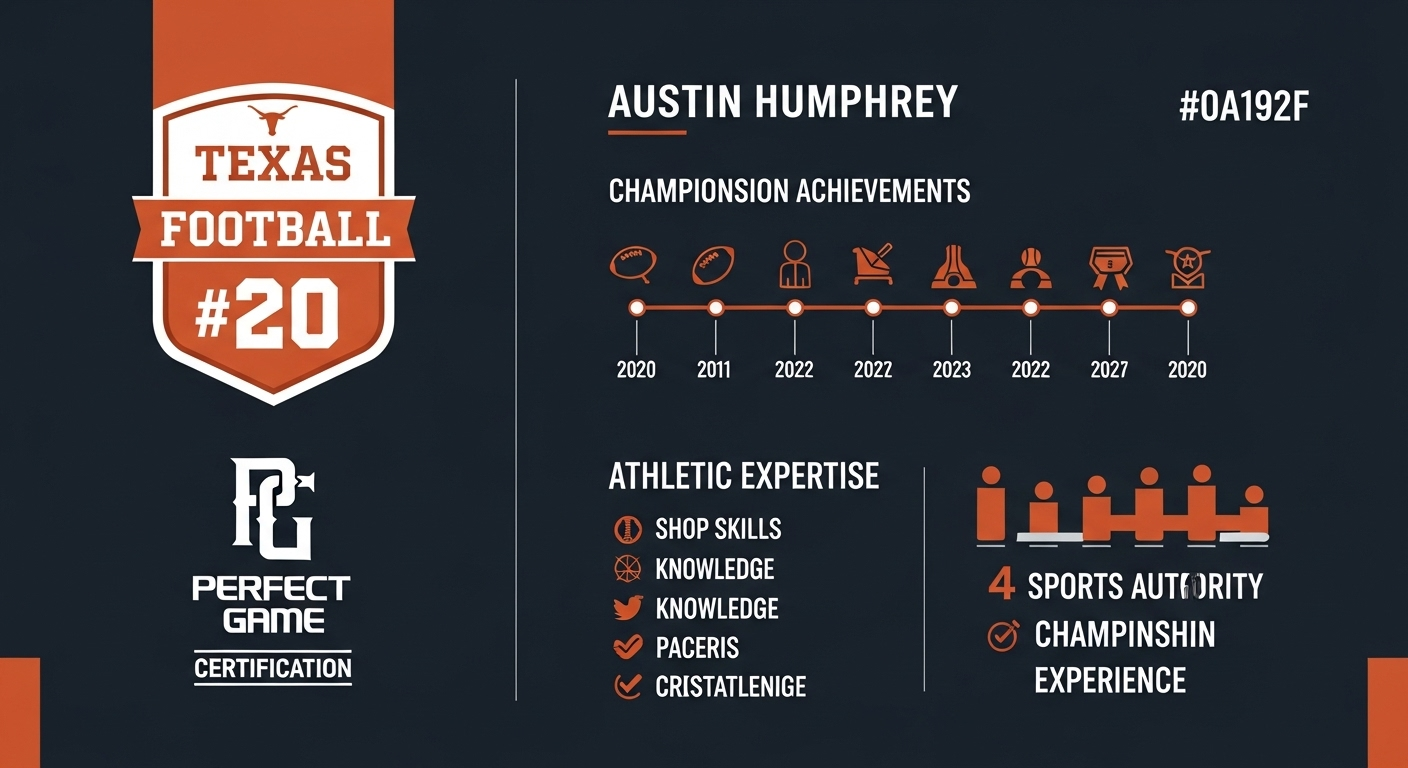 TEXAS
FOOTBALL
#20
PERFECT
GAME
CERTIFICATION
AUSTIN HUMPHREY
#0A192F
CHAMPIONSION ACHIEVEMENTS
2020 2011 2022 2022 2023 2022 2027 2020
ATHLETIC EXPERTISE
SHOP SKILLS
KNOWLEDGE
KNOWLEDGE
PACERIS
CRISTATLENIGE
4 SPORTS
CHAMPINSHIN
EXPERIENCE